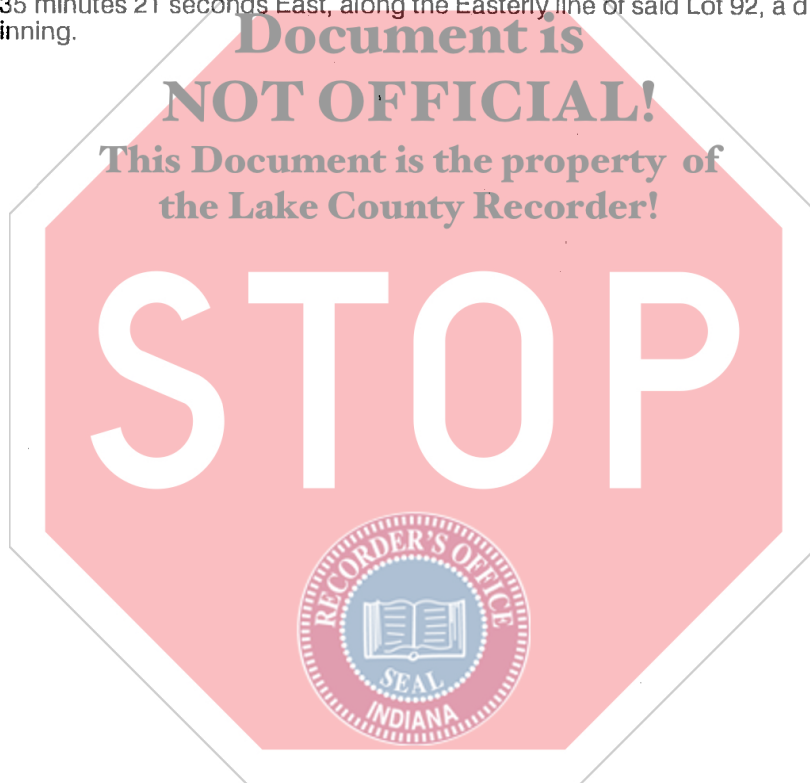 35 minutes 21 seconds East, along the Easterly line of said Lot 92, a d
inning.
Document is
NOT OFFICIAL!
This Document is the property of
the Lake County Recorder!
STOP
RECORDER'S OFFICE
SEAL
INDIANA